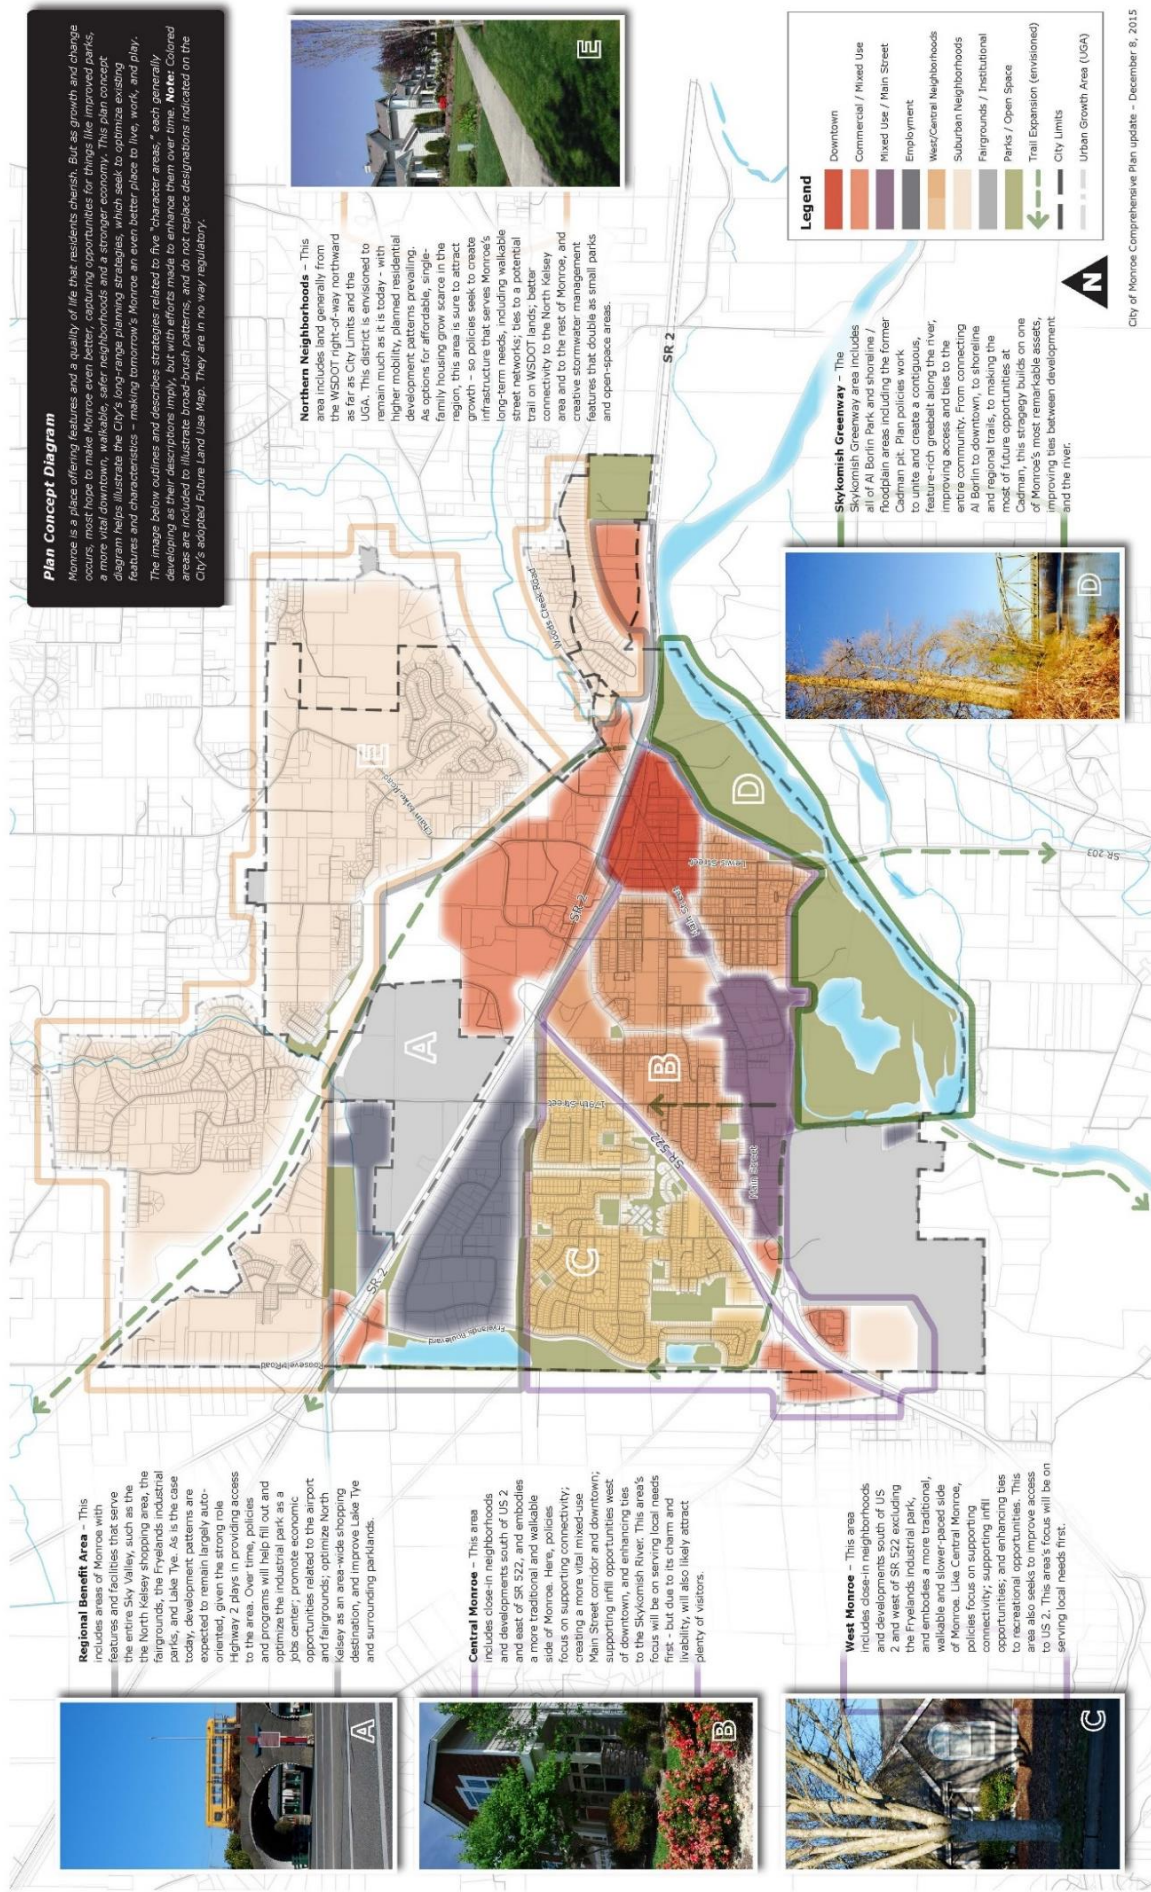 Plan Concept Diagram
Monroe is a place offering features and a quality of life that residents cherish. But as growth and change
occurs, most hope to make Monroe even better, capturing opportunities for things like improved parks,
a more vital downtown, walkable, safer neighborhoods and a stronger economy. This plan concept
diagram helps illustrate the City's long-range planning strategies, which seek to optimize existing
features and characteristics – making tomorrow's Monroe an even better place to live, work, and play.
The image below outlines and describes strategies related to five "character areas," each generally
developing as their descriptions imply, but with efforts made to enhance them over time. Note: Colored
areas are included to illustrate broad-brush patterns, and do not replace designations indicated on the
City's adopted Future Land Use Map. They are in no way regulatory.
Regional Benefit Area – This
includes areas of Monroe with
features and facilities that serve
the entire Sky Valley, such as the
the North Kelsey shopping area, the
fairgrounds, the Fryelands industrial
parks, and Lake Tye. As is the case
today, development patterns are
expected to remain largely auto-
oriented, given the strong role
Highway 2 plays in providing access
to the area. Over time, policies
and programs will help fill out and
optimize the industrial park as a
jobs center; promote economic
opportunities related to the airport
and fairgrounds; optimize North
Kelsey as an area-wide shopping
destination, and improve Lake Tye
and surrounding parklands.
A
Central Monroe – This area
includes close-in neighborhoods
and developments south of US 2
and east of SR 522, and embodies
a more traditional and walkable
side of Monroe. Here, policies
focus on supporting connectivity;
creating a more vital mixed-use
Main Street corridor and downtown;
supporting infill opportunities west
of downtown, and enhancing ties
to the Skykomish River. This area's
focus will be on serving local needs
first - but due to its charm and
livability, will also likely attract
plenty of visitors.
B
West Monroe – This area
includes close-in neighborhoods
and developments south of US
2 and west of SR 522 excluding
the Fryelands industrial park,
and embodies a more traditional,
walkable and slower-paced side
of Monroe. Like Central Monroe,
policies focus on supporting
connectivity; supporting infill
opportunities; and enhancing ties
to recreational opportunities. This
area also seeks to improve access
to US 2. This area's focus will be on
serving local needs first.
C
Northern Neighborhoods – This
area includes land generally from
the WSDOT right-of-way northward
as far as City Limits and the
UGA. This district is envisioned to
remain much as it is today - with
higher mobility, planned residential
development patterns prevailing.
As options for affordable, single-
family housing grow scarce in the
region, this area is sure to attract
growth – so policies seek to create
infrastructure that serves Monroe's
long-term needs, including walkable
street networks; ties to a potential
trail on WSDOT lands; better
connectivity to the North Kelsey
area and to the rest of Monroe, and
creative stormwater management
features that double as small parks
and open-space areas.
E
Skykomish Greenway – The
Skykomish Greenway area includes
all of Al Borlin Park and shoreline /
floodplain areas including the former
Cadman pit. Plan policies work
to unite and create a contiguous,
feature-rich greebelt along the river,
improving access and ties to the
entire community. From connecting
Al Borlin to downtown, to shoreline
and regional trails, to making the
most of future opportunities at
Cadman, this stragegy builds on one
of Monroe's most remarkable assets,
improving ties between development
and the river.
D
Roosevelt Road
SR 2
Fryelands Boulevard
Chain Lake Road
E
Woods Creek Road
A
SR 2
C
179th Street
SR 522
B
Main Street
Main Street
Lewis Street
D
SR 2
SR 203
Legend
Downtown
Commercial / Mixed Use
Mixed Use / Main Street
Employment
West/Central Neighborhoods
Suburban Neighborhoods
Fairgrounds / Institutional
Parks / Open Space
Trail Expansion (envisioned)
City Limits
Urban Growth Area (UGA)
N
City of Monroe Comprehensive Plan update – December 8, 2015